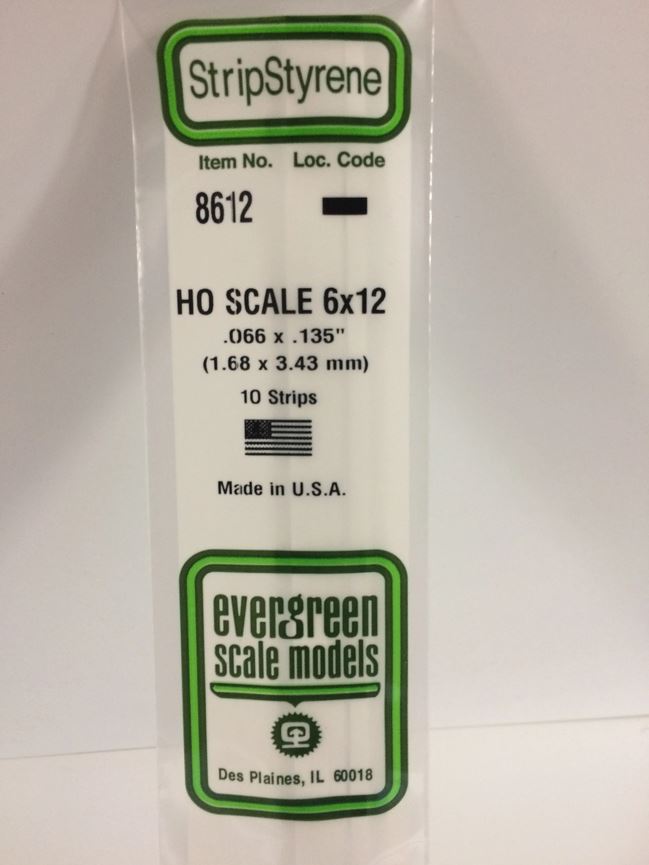 StripStyrene
Item No. Loc. Code
8612
HO SCALE 6x12
.066 x .135"
(1.68 x 3.43 mm)
10 Strips
Made in U.S.A.
evergreen
scale models
Des Plaines, IL 60018